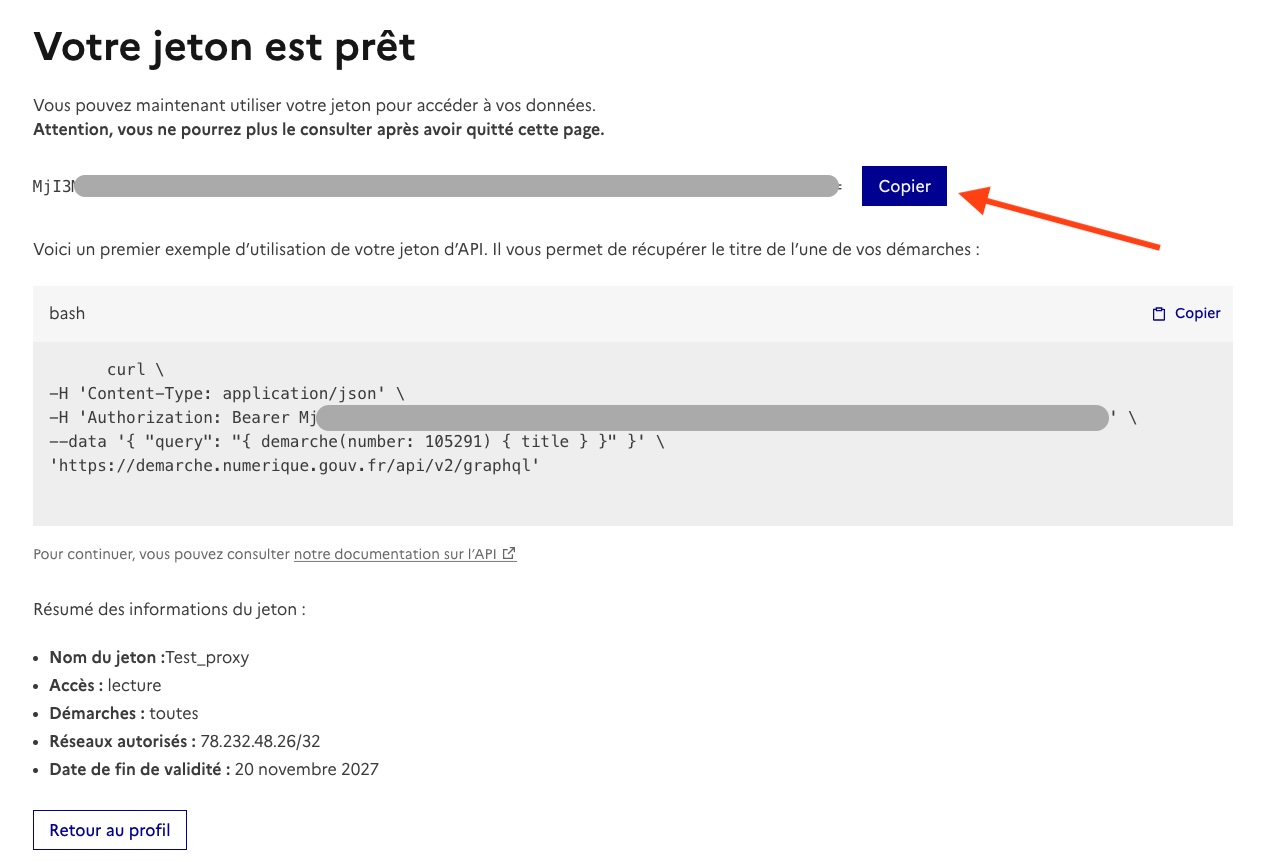 Votre jeton est prêt
Vous pouvez maintenant utiliser votre jeton pour accéder à vos données.
Attention, vous ne pourrez plus le consulter après avoir quitté cette page.
MjI3 Copier
Voici un premier exemple d’utilisation de votre jeton d’API. Il vous permet de récupérer le titre de l’une de vos démarches :
bash Copier
curl \
-H 'Content-Type: application/json' \
-H 'Authorization: Bearer Mj ' \
--data '{ "query": "{ demarche(number: 105291) { title } }" }' \
'https://demarche.numerique.gouv.fr/api/v2/graphql'
Pour continuer, vous pouvez consulter notre documentation sur l’API
Résumé des informations du jeton :
• Nom du jeton :Test_proxy
• Accès : lecture
• Démarches : toutes
• Réseaux autorisés : 78.232.48.26/32
• Date de fin de validité : 20 novembre 2027
Retour au profil